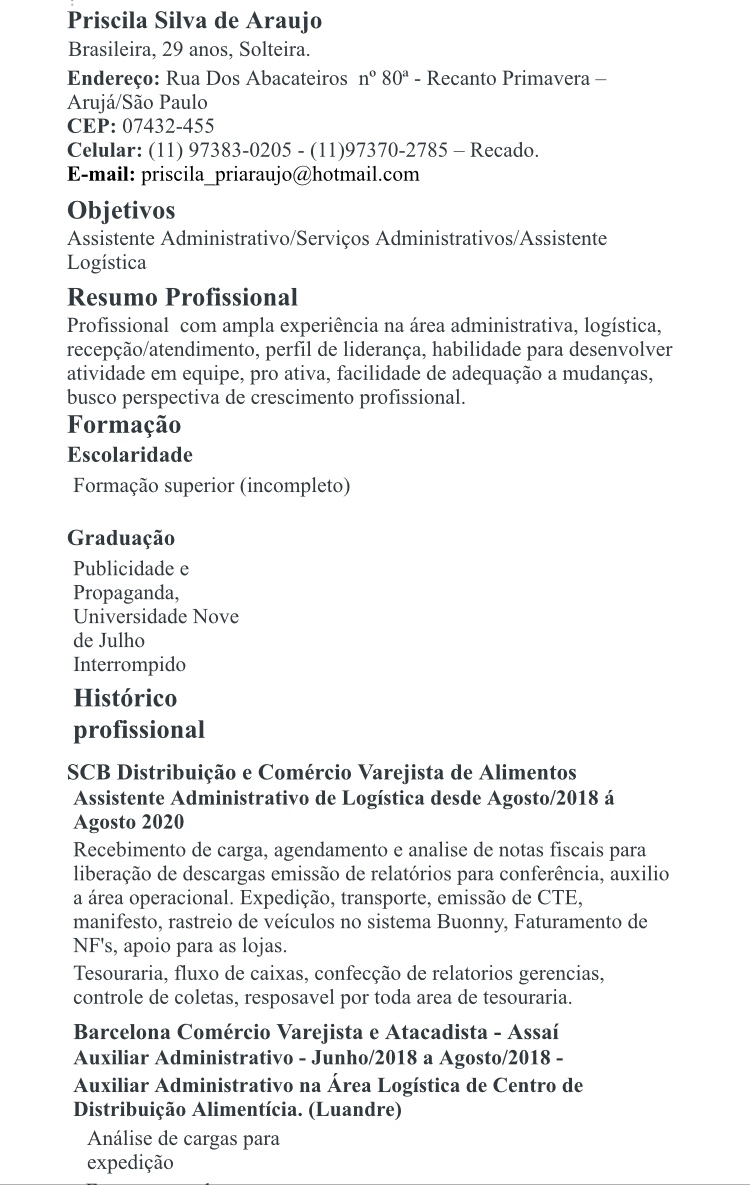 Priscila Silva de Araujo
Brasileira, 29 anos, Solteira.
Endereço: Rua Dos Abacateiros nº 80ª - Recanto Primavera –
Arujá/São Paulo
CEP: 07432-455
Celular: (11) 97383-0205 - (11)97370-2785 – Recado.
E-mail: priscila_priaraujo@hotmail.com
Objetivos
Assistente Administrativo/Serviços Administrativos/Assistente
Logística
Resumo Profissional
Profissional com ampla experiência na área administrativa, logística,
recepção/atendimento, perfil de liderança, habilidade para desenvolver
atividade em equipe, pro ativa, facilidade de adequação a mudanças,
busco perspectiva de crescimento profissional.
Formação
Escolaridade
Formação superior (incompleto)
Graduação
Publicidade e
Propaganda,
Universidade Nove
de Julho
Interrompido
Histórico
profissional
SCB Distribuição e Comércio Varejista de Alimentos
Assistente Administrativo de Logística desde Agosto/2018 á
Agosto 2020
Recebimento de carga, agendamento e analise de notas fiscais para
liberação de descargas emissão de relatórios para conferência, auxilio
a área operacional. Expedição, transporte, emissão de CTE,
manifesto, rastreio de veículos no sistema Buonny, Faturamento de
NF's, apoio para as lojas.
Tesouraria, fluxo de caixas, confecção de relatorios gerencias,
controle de coletas, resposavel por toda area de tesouraria.
Barcelona Comércio Varejista e Atacadista - Assaí
Auxiliar Administrativo - Junho/2018 a Agosto/2018 -
Auxiliar Administrativo na Área Logística de Centro de
Distribuição Alimentícia. (Luandre)
Análise de cargas para
expedição